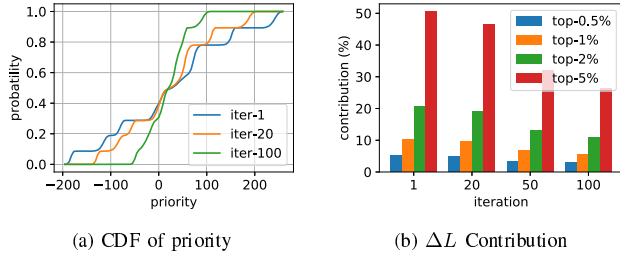 1.0
0.8
0.6
0.4
0.2
0.0
probability
iter-1
iter-20
iter-100
−200 −100 0 100 200
priority
(a) CDF of priority
50
40
30
20
10
0
contribution (%)
top-0.5%
top-1%
top-2%
top-5%
1 20 50 100
iteration
(b) ΔL Contribution